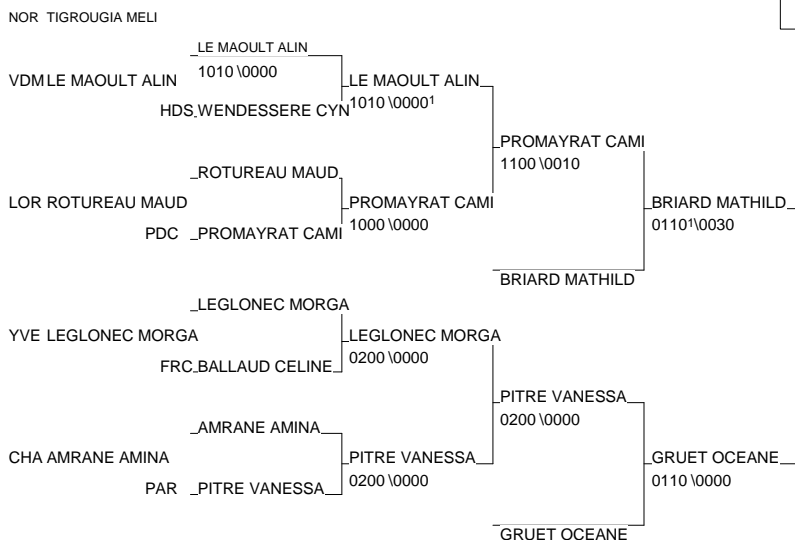 NOR TIGROUGIA MELI
LE MAOULT ALIN
1010 \0000
VDM LE MAOULT ALIN
LE MAOULT ALIN
1010 \0000¹
HDS WENDESSERE CYN
PROMAYRAT CAMI
1100 \0010
ROTUREAU MAUD
LOR ROTUREAU MAUD
PROMAYRAT CAMI
1000 \0000
BRIARD MATHILD
0110¹\0030
PDC PROMAYRAT CAMI
BRIARD MATHILD
LEGLONEC MORGA
YVE LEGLONEC MORGA
LEGLONEC MORGA
0200 \0000
FRC BALLAUD CELINE
PITRE VANESSA
0200 \0000
AMRANE AMINA
CHA AMRANE AMINA
PITRE VANESSA
0200 \0000
GRUET OCEANE
0110 \0000
PAR PITRE VANESSA
GRUET OCEANE